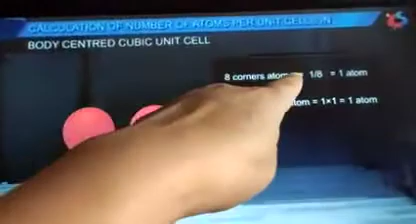 CALCULATION OF NUMBER OF ATOMS PER UNIT CELL IN
BODY CENTRED CUBIC UNIT CELL
8 corners atom 1/8 = 1 atom
= 1×1 = 1 atom